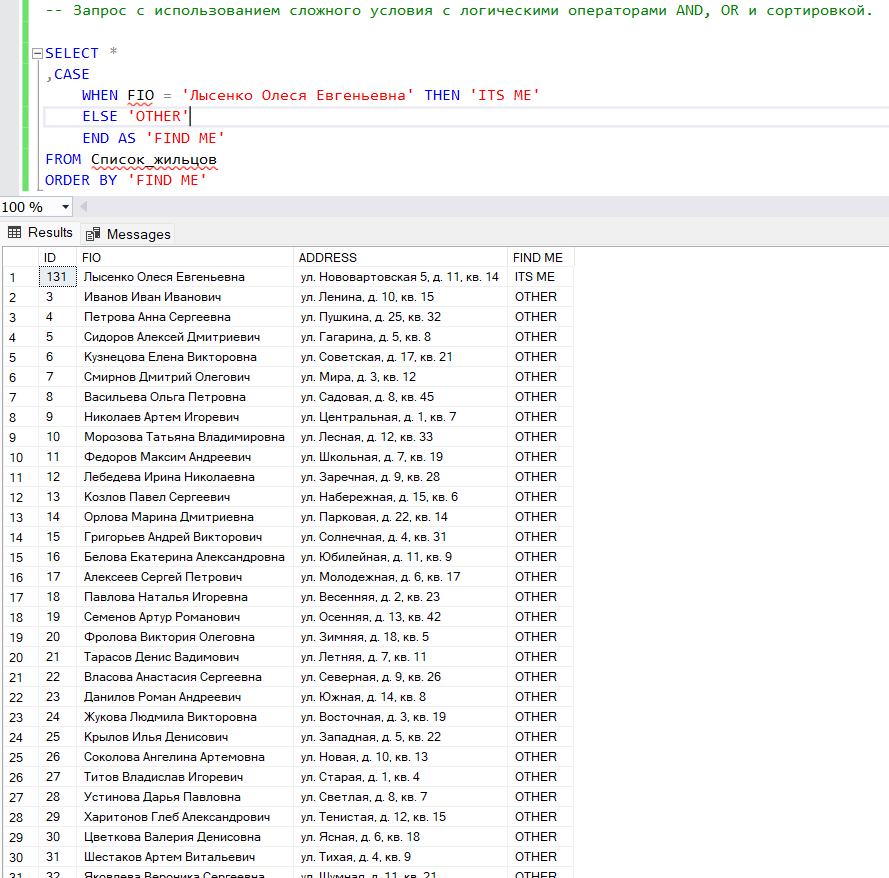 -- Запрос с использованием сложного условия с логическими операторами AND, OR и сортировкой.
SELECT *
,CASE
WHEN FIO = 'Лысенко Олеся Евгеньевна' THEN 'ITS ME'
ELSE 'OTHER'
END AS 'FIND ME'
FROM Список_жильцов
ORDER BY 'FIND ME'
100 %
Results Messages
ID FIO ADDRESS FIND ME
1 131 Лысенко Олеся Евгеньевна ул. Нововартовская 5, д. 11, кв. 14 ITS ME
2 3 Иванов Иван Иванович ул. Ленина, д. 10, кв. 15 OTHER
3 4 Петрова Анна Сергеевна ул. Пушкина, д. 25, кв. 32 OTHER
4 5 Сидоров Алексей Дмитриевич ул. Гагарина, д. 5, кв. 8 OTHER
5 6 Кузнецова Елена Викторовна ул. Советская, д. 17, кв. 21 OTHER
6 7 Смирнов Дмитрий Олегович ул. Мира, д. 3, кв. 12 OTHER
7 8 Васильева Ольга Петровна ул. Садовая, д. 8, кв. 45 OTHER
8 9 Николаев Артем Игоревич ул. Центральная, д. 1, кв. 7 OTHER
9 10 Морозова Татьяна Владимировна ул. Лесная, д. 12, кв. 33 OTHER
10 11 Федоров Максим Андреевич ул. Школьная, д. 7, кв. 19 OTHER
11 12 Лебедева Ирина Николаевна ул. Заречная, д. 9, кв. 28 OTHER
12 13 Козлов Павел Сергеевич ул. Набережная, д. 15, кв. 6 OTHER
13 14 Орлова Марина Дмитриевна ул. Парковая, д. 22, кв. 14 OTHER
14 15 Григорьев Андрей Викторович ул. Солнечная, д. 4, кв. 31 OTHER
15 16 Белова Екатерина Александровна ул. Юбилейная, д. 11, кв. 9 OTHER
16 17 Алексеев Сергей Петрович ул. Молодежная, д. 6, кв. 17 OTHER
17 18 Павлова Наталья Игоревна ул. Весенняя, д. 2, кв. 23 OTHER
18 19 Семенов Артур Романович ул. Осенняя, д. 13, кв. 42 OTHER
19 20 Фролова Виктория Олеговна ул. Зимняя, д. 18, кв. 5 OTHER
20 21 Тарасов Денис Вадимович ул. Летняя, д. 7, кв. 11 OTHER
21 22 Власова Анастасия Сергеевна ул. Северная, д. 9, кв. 26 OTHER
22 23 Данилов Роман Андреевич ул. Южная, д. 14, кв. 8 OTHER
23 24 Жукова Людмила Викторовна ул. Восточная, д. 3, кв. 19 OTHER
24 25 Крылов Илья Денисович ул. Западная, д. 5, кв. 22 OTHER
25 26 Соколова Ангелина Артемовна ул. Новая, д. 10, кв. 13 OTHER
26 27 Титов Владислав Игоревич ул. Старая, д. 1, кв. 4 OTHER
27 28 Устинова Дарья Павловна ул. Светлая, д. 8, кв. 7 OTHER
28 29 Харитонов Глеб Александрович ул. Тенистая, д. 12, кв. 15 OTHER
29 30 Цветкова Валерия Денисовна ул. Ясная, д. 6, кв. 18 OTHER
30 31 Шестаков Артем Витальевич ул. Тихая, д. 4, кв. 9 OTHER
31 32 Яковлева Вероника Сергеевна ул. Шумная, д. 11, кв. 21 OTHER